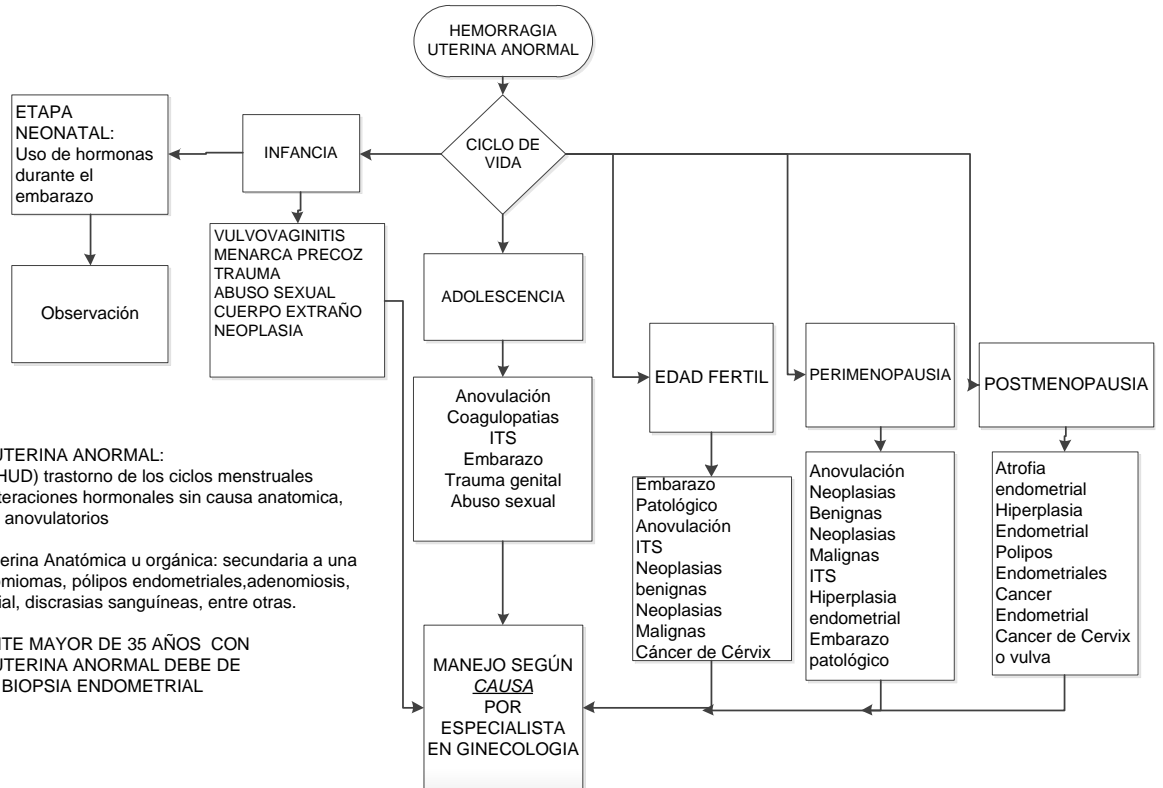 HEMORRAGIA
UTERINA ANORMAL
CICLO DE
VIDA
INFANCIA
ETAPA
NEONATAL:
Uso de hormonas
durante el
embarazo
Observación
VULVOVAGINITIS
MENARCA PRECOZ
TRAUMA
ABUSO SEXUAL
CUERPO EXTRAÑO
NEOPLASIA
ADOLESCENCIA
Anovulación
Coagulopatias
ITS
Embarazo
Trauma genital
Abuso sexual
EDAD FERTIL
Embarazo
Patológico
Anovulación
ITS
Neoplasias
benignas
Neoplasias
Malignas
Cáncer de Cérvix
PERIMENOPAUSIA
Anovulación
Neoplasias
Benignas
Neoplasias
Malignas
ITS
Hiperplasia
endometrial
Embarazo
patológico
POSTMENOPAUSIA
Atrofia
endometrial
Hiperplasia
Endometrial
Polipos
Endometriales
Cancer
Endometrial
Cancer de Cervix
o vulva
MANEJO SEGÚN
CAUSA
POR
ESPECIALISTA
EN GINECOLOGIA
UTERINA ANORMAL:
HUD) trastorno de los ciclos menstruales
teraciones hormonales sin causa anatomica,
anovulatorios
erina Anatómica u orgánica: secundaria a una
omiomas, pólipos endometriales,adenomiosis,
ial, discrasias sanguíneas, entre otras.
NTE MAYOR DE 35 AÑOS CON
UTERINA ANORMAL DEBE DE
BIOPSIA ENDOMETRIAL